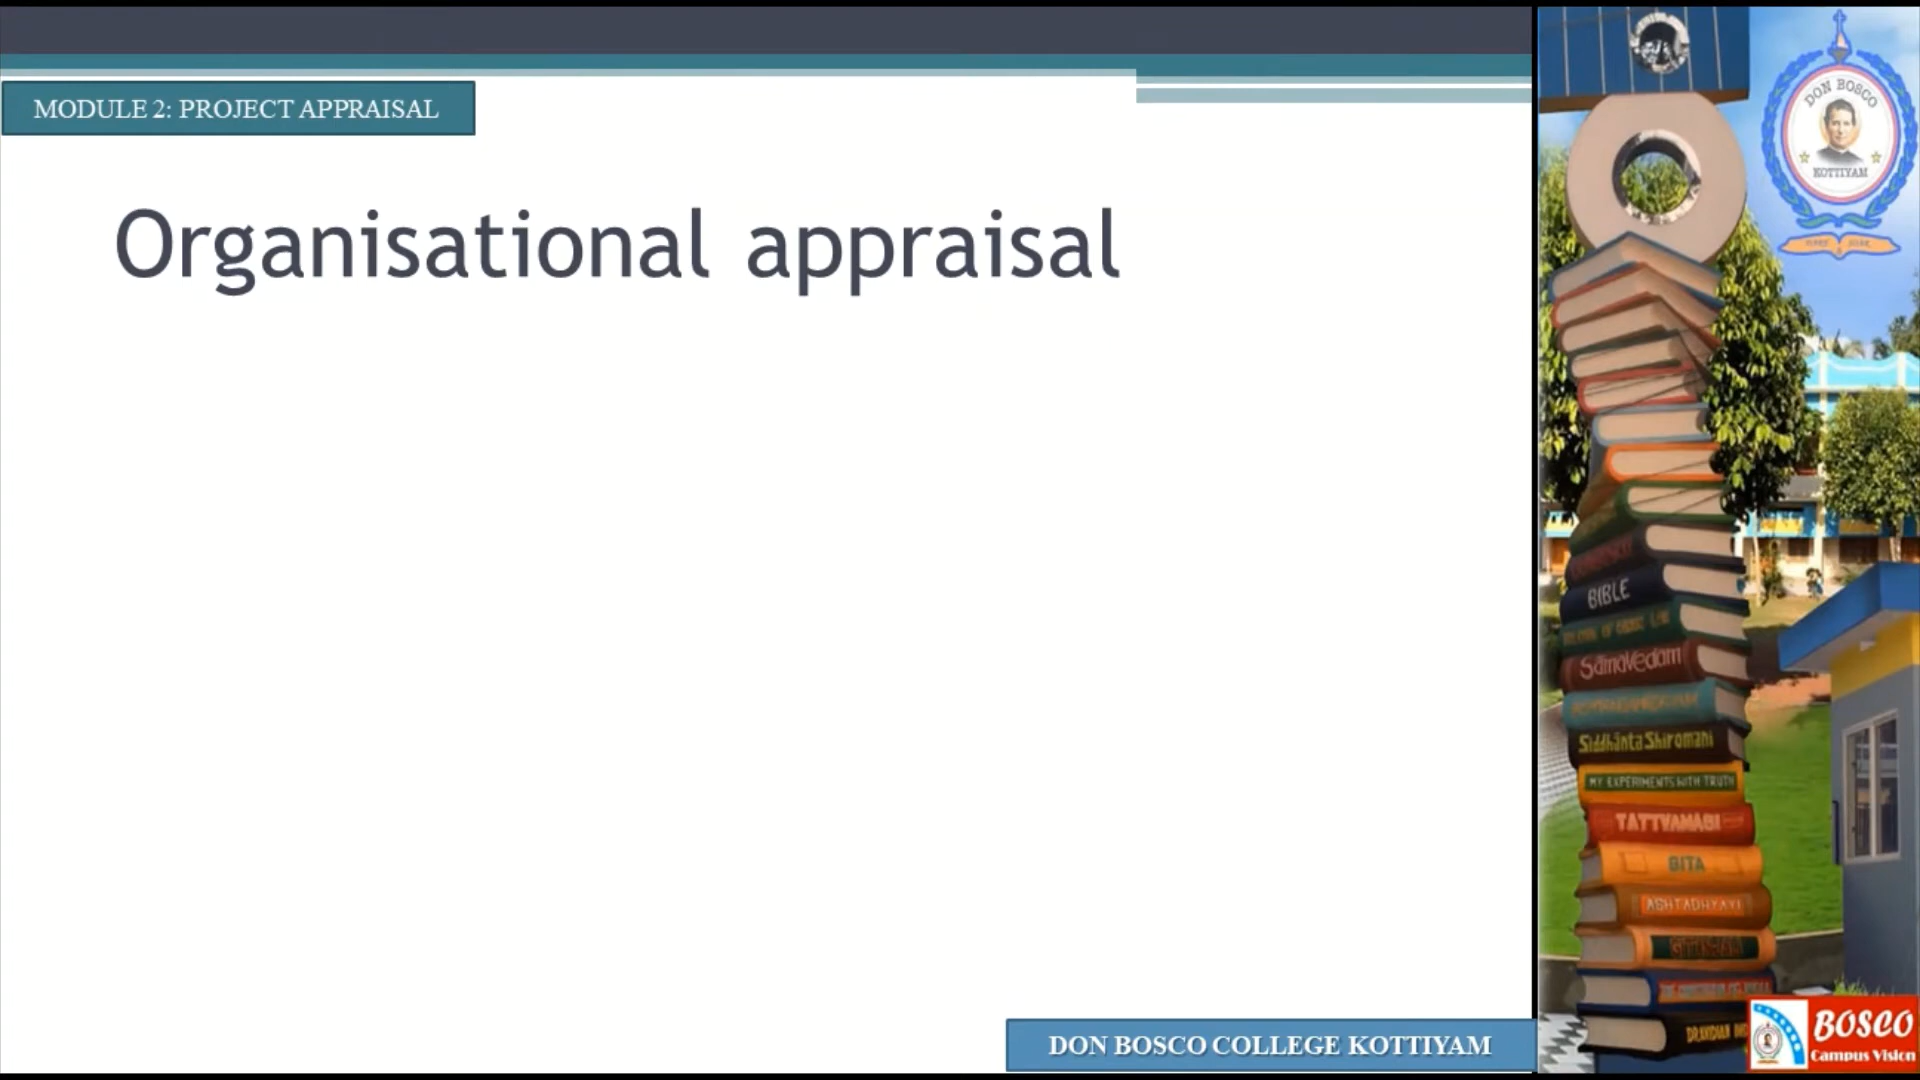 MODULE 2: PROJECT APPRAISAL
Organisational appraisal
DON BOSCO
KOTTIYAM
BIBLE
SamaVedam
Siddhānta Shiromani
MY EXPERIMENTS WITH TRUTH
TATTVAMASI
GITA
ASHTADHYAYI
DON BOSCO COLLEGE KOTTIYAM
BOSCO
Campus Vision